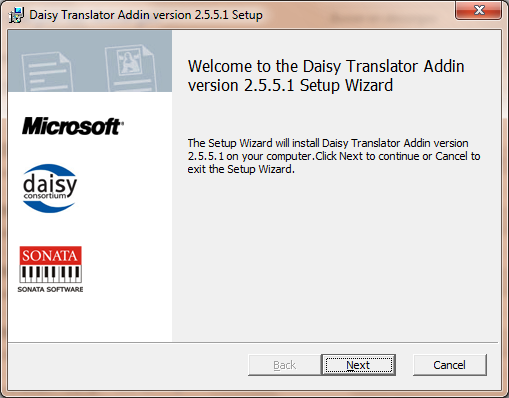 Daisy Translator Addin version 2.5.5.1 Setup
Welcome to the Daisy Translator Addin
version 2.5.5.1 Setup Wizard
Microsoft®
daisy
consortium
SONATA
SONATA SOFTWARE
The Setup Wizard will install Daisy Translator Addin version
2.5.5.1 on your computer.Click Next to continue or Cancel to
exit the Setup Wizard.
Back
Next
Cancel